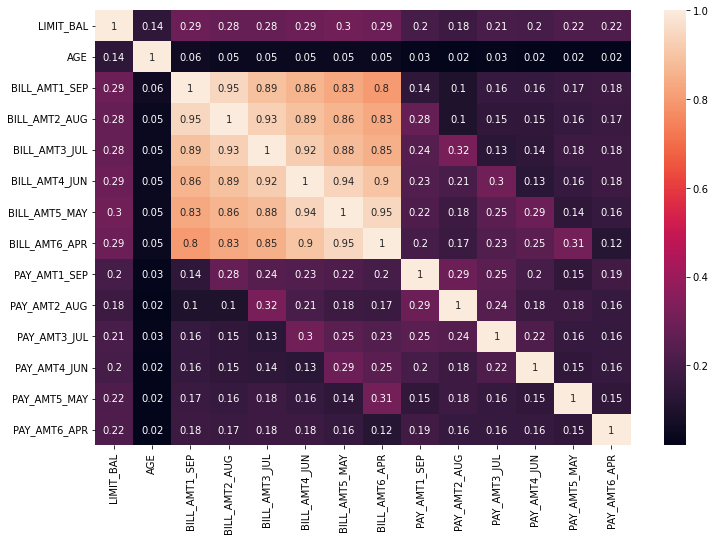 LIMIT_BAL 1 0.14 0.29 0.28 0.28 0.29 0.3 0.29 0.2 0.18 0.21 0.2 0.22 0.22
AGE 0.14 1 0.06 0.05 0.05 0.05 0.05 0.05 0.03 0.02 0.03 0.02 0.02 0.02
BILL_AMT1_SEP 0.29 0.06 1 0.95 0.89 0.86 0.83 0.8 0.14 0.1 0.16 0.16 0.17 0.18
BILL_AMT2_AUG 0.28 0.05 0.95 1 0.93 0.89 0.86 0.83 0.28 0.1 0.15 0.15 0.16 0.17
BILL_AMT3_JUL 0.28 0.05 0.89 0.93 1 0.92 0.88 0.85 0.24 0.32 0.13 0.14 0.18 0.18
BILL_AMT4_JUN 0.29 0.05 0.86 0.89 0.92 1 0.94 0.9 0.23 0.21 0.3 0.13 0.16 0.18
BILL_AMT5_MAY 0.3 0.05 0.83 0.86 0.88 0.94 1 0.95 0.22 0.18 0.25 0.29 0.14 0.16
BILL_AMT6_APR 0.29 0.05 0.8 0.83 0.85 0.9 0.95 1 0.2 0.17 0.23 0.25 0.31 0.12
PAY_AMT1_SEP 0.2 0.03 0.14 0.28 0.24 0.23 0.22 0.2 1 0.29 0.25 0.2 0.15 0.19
PAY_AMT2_AUG 0.18 0.02 0.1 0.1 0.32 0.21 0.18 0.17 0.29 1 0.24 0.18 0.18 0.16
PAY_AMT3_JUL 0.21 0.03 0.16 0.15 0.13 0.3 0.25 0.23 0.25 0.24 1 0.22 0.16 0.16
PAY_AMT4_JUN 0.2 0.02 0.16 0.15 0.14 0.13 0.29 0.25 0.2 0.18 0.22 1 0.15 0.16
PAY_AMT5_MAY 0.22 0.02 0.17 0.16 0.18 0.16 0.14 0.31 0.15 0.18 0.16 0.15 1 0.15
PAY_AMT6_APR 0.22 0.02 0.18 0.17 0.18 0.18 0.16 0.12 0.19 0.16 0.16 0.16 0.15 1
LIMIT_BAL
AGE
BILL_AMT1_SEP
BILL_AMT2_AUG
BILL_AMT3_JUL
BILL_AMT4_JUN
BILL_AMT5_MAY
BILL_AMT6_APR
PAY_AMT1_SEP
PAY_AMT2_AUG
PAY_AMT3_JUL
PAY_AMT4_JUN
PAY_AMT5_MAY
PAY_AMT6_APR
1.0
0.8
0.6
0.4
0.2